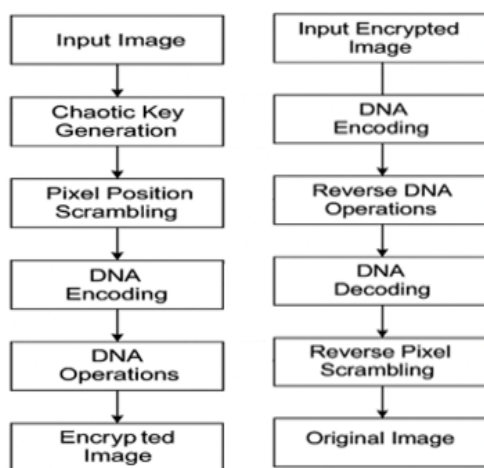 Input Image
Chaotic Key
Generation
Pixel Position
Scrambling
DNA
Encoding
DNA
Operations
Encryp ted
Image
Input Encrypted
Image
DNA
Encoding
Reverse DNA
Operations
DNA
Decoding
Reverse Pixel
Scrambling
Original Image